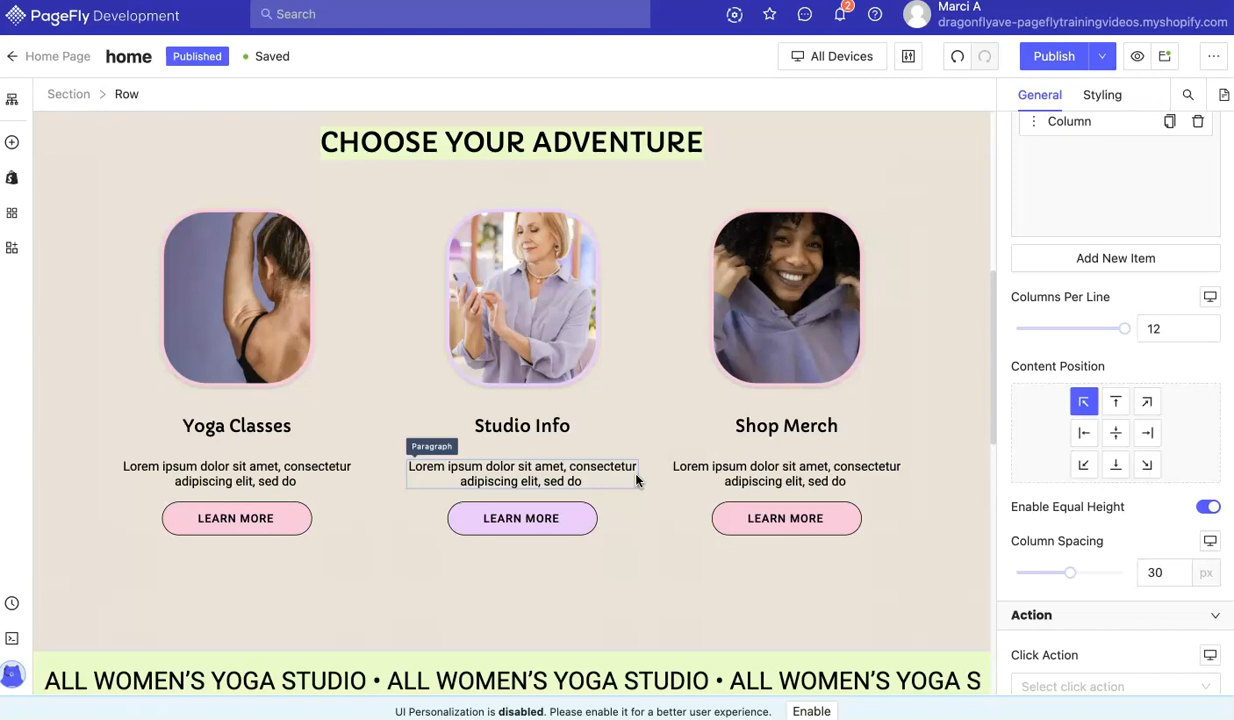 PageFly Development
Search
2
Marci A
dragonflyave-pageflytrainingvideos.myshopify.com
Home Page
home
Published
Saved
All Devices
Publish
Section > Row
General
Styling
Column
CHOOSE YOUR ADVENTURE
Add New Item
Columns Per Line
12
Content Position
Yoga Classes
Studio Info
Shop Merch
Paragraph
Lorem ipsum dolor sit amet, consectetur
adipiscing elit, sed do
Lorem ipsum dolor sit amet, consectetur
adipiscing elit, sed do
Lorem ipsum dolor sit amet, consectetur
adipiscing elit, sed do
LEARN MORE
LEARN MORE
LEARN MORE
Enable Equal Height
Column Spacing
30 px
Action
Click Action
Select click action
ALL WOMEN'S YOGA STUDIO • ALL WOMEN'S YOGA STUDIO • ALL WOMEN'S YOGA S
UI Personalization is disabled. Please enable it for a better user experience.
Enable